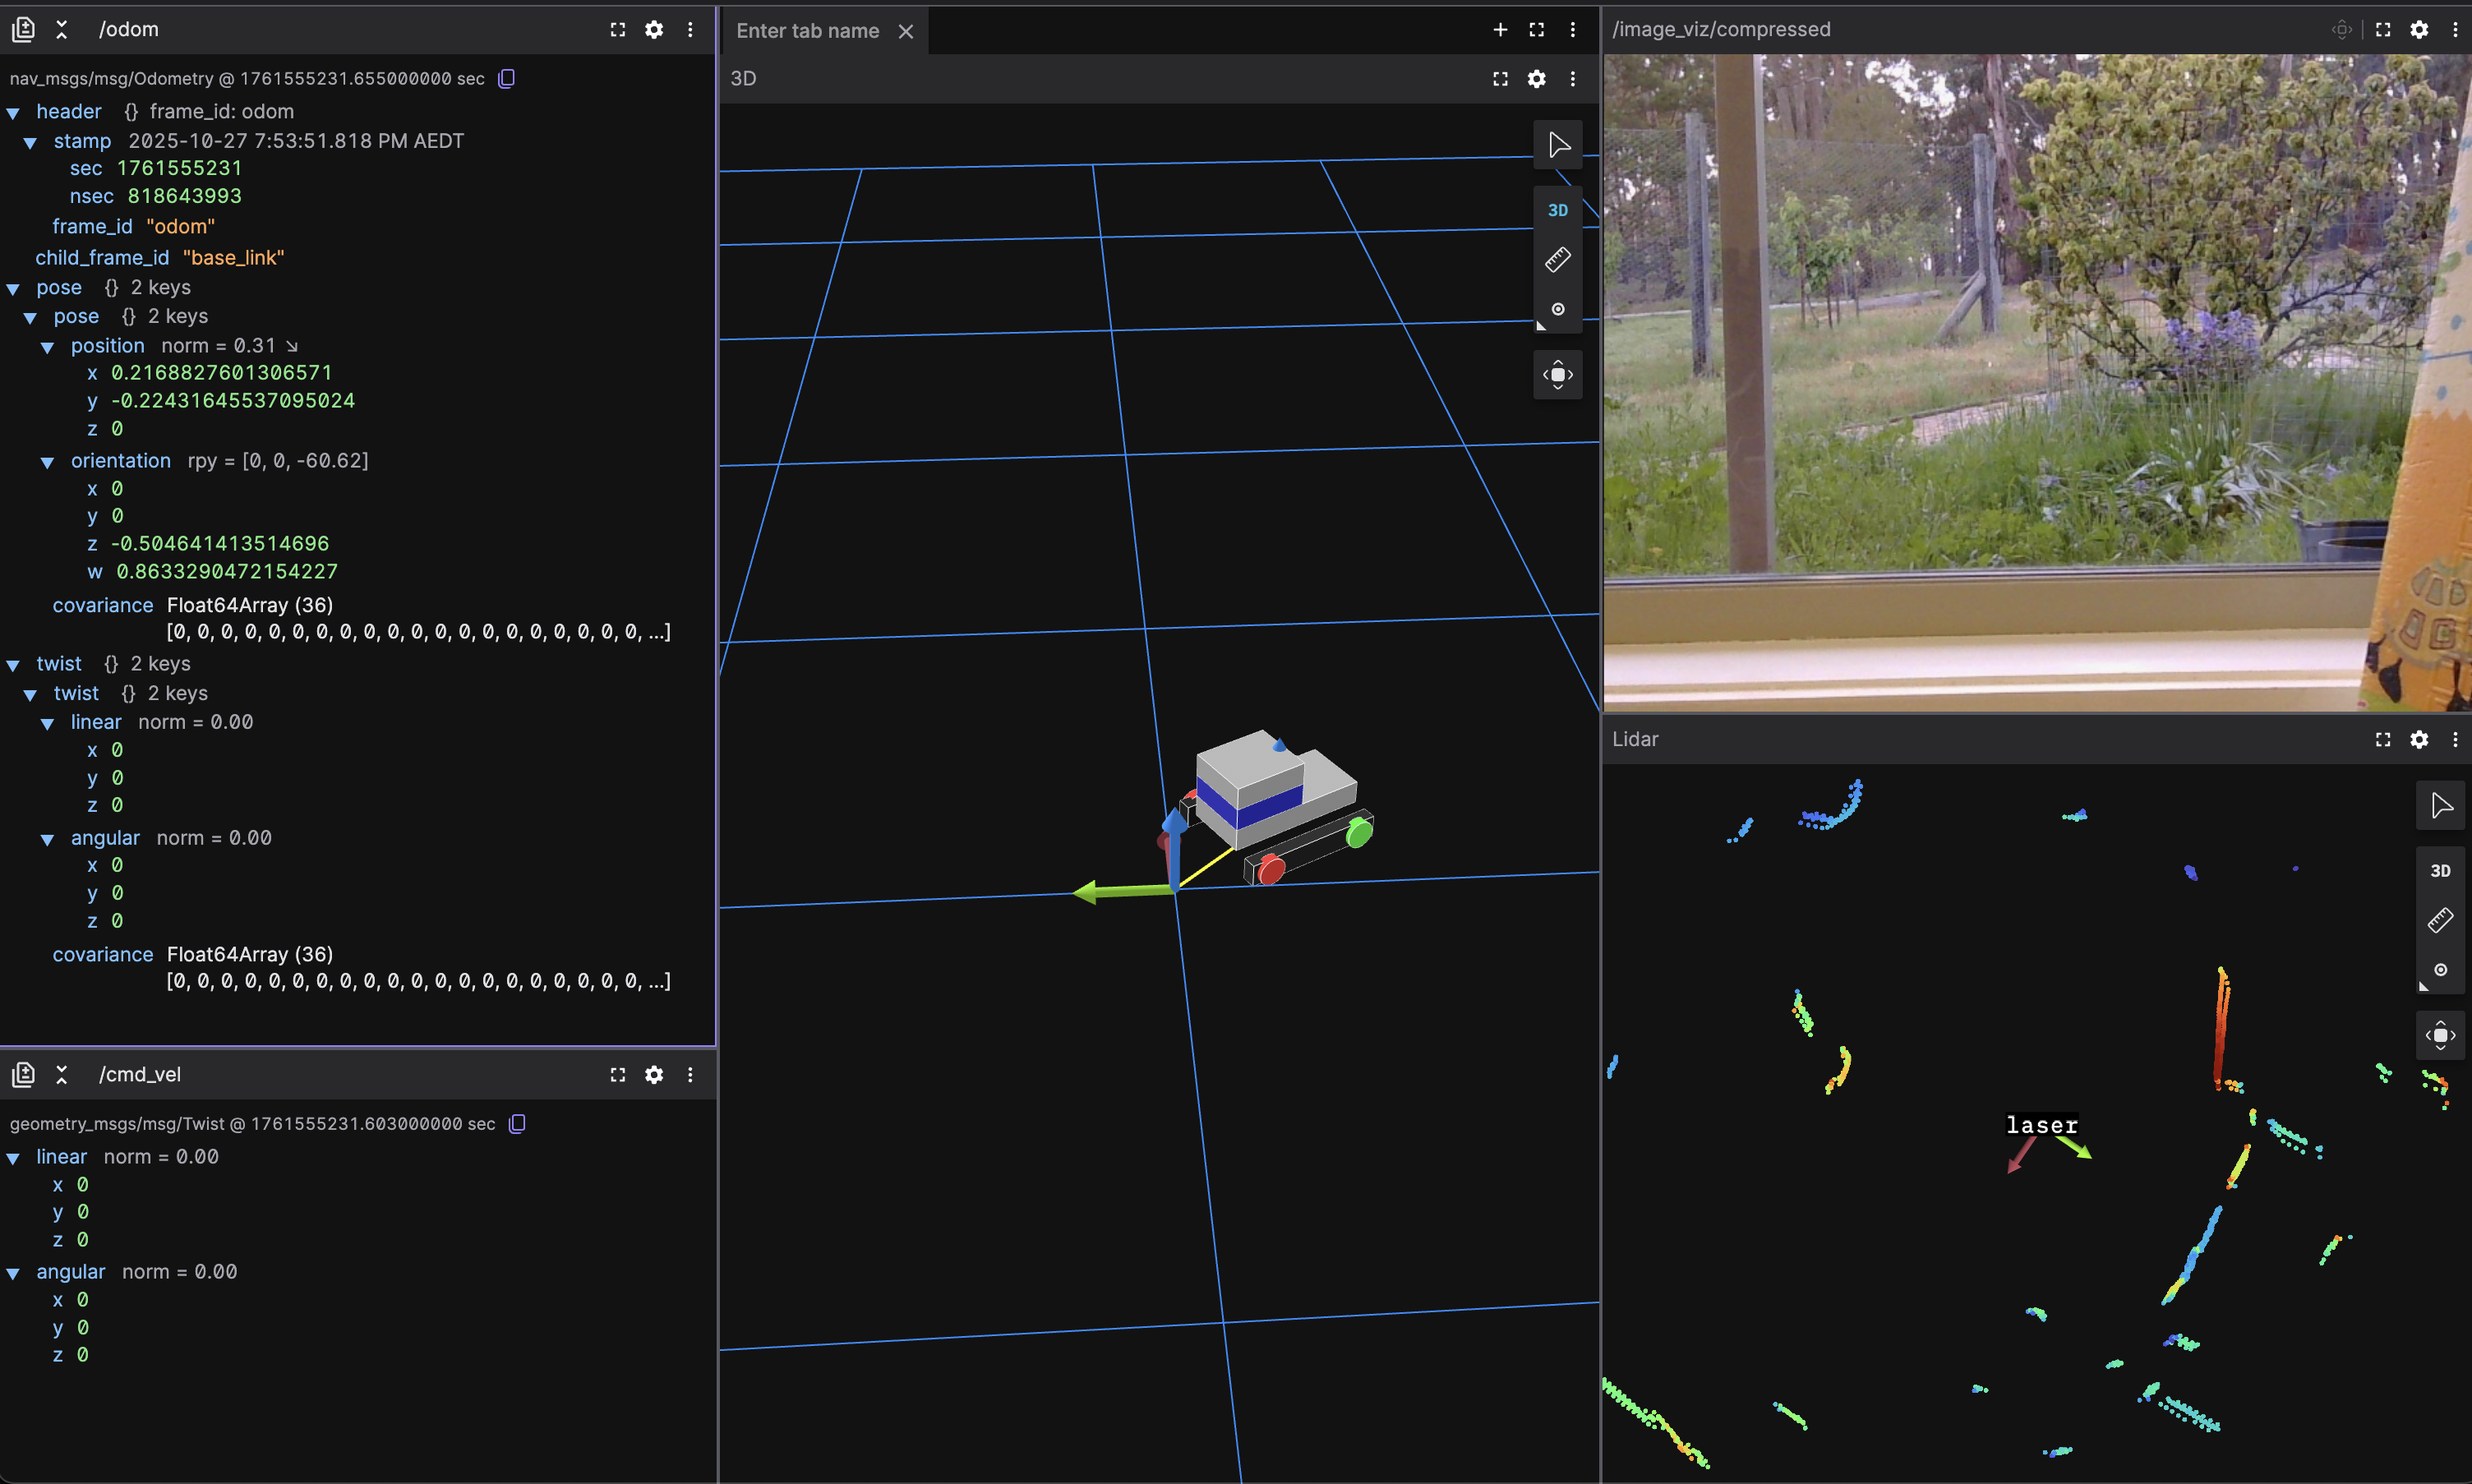 /odom
nav_msgs/msg/Odometry @ 1761555231.655000000 sec
header {} frame_id: odom
stamp 2025-10-27 7:53:51.818 PM AEDT
sec 1761555231
nsec 818643993
frame_id "odom"
child_frame_id "base_link"
pose {} 2 keys
pose {} 2 keys
position norm = 0.31 ↘
x 0.2168827601306571
y -0.22431645537095024
z 0
orientation rpy = [0, 0, -60.62]
x 0
y 0
z -0.504641413514696
w 0.8633290472154227
covariance Float64Array (36)
[0, 0, 0, 0, 0, 0, 0, 0, 0, 0, 0, 0, 0, 0, 0, 0, 0, 0, 0, 0, ...]
twist {} 2 keys
twist {} 2 keys
linear norm = 0.00
x 0
y 0
z 0
angular norm = 0.00
x 0
y 0
z 0
covariance Float64Array (36)
[0, 0, 0, 0, 0, 0, 0, 0, 0, 0, 0, 0, 0, 0, 0, 0, 0, 0, 0, 0, ...]
/cmd_vel
geometry_msgs/msg/Twist @ 1761555231.603000000 sec
linear norm = 0.00
x 0
y 0
z 0
angular norm = 0.00
x 0
y 0
z 0
Enter tab name
3D
3D
/image_viz/compressed
Lidar
3D
laser